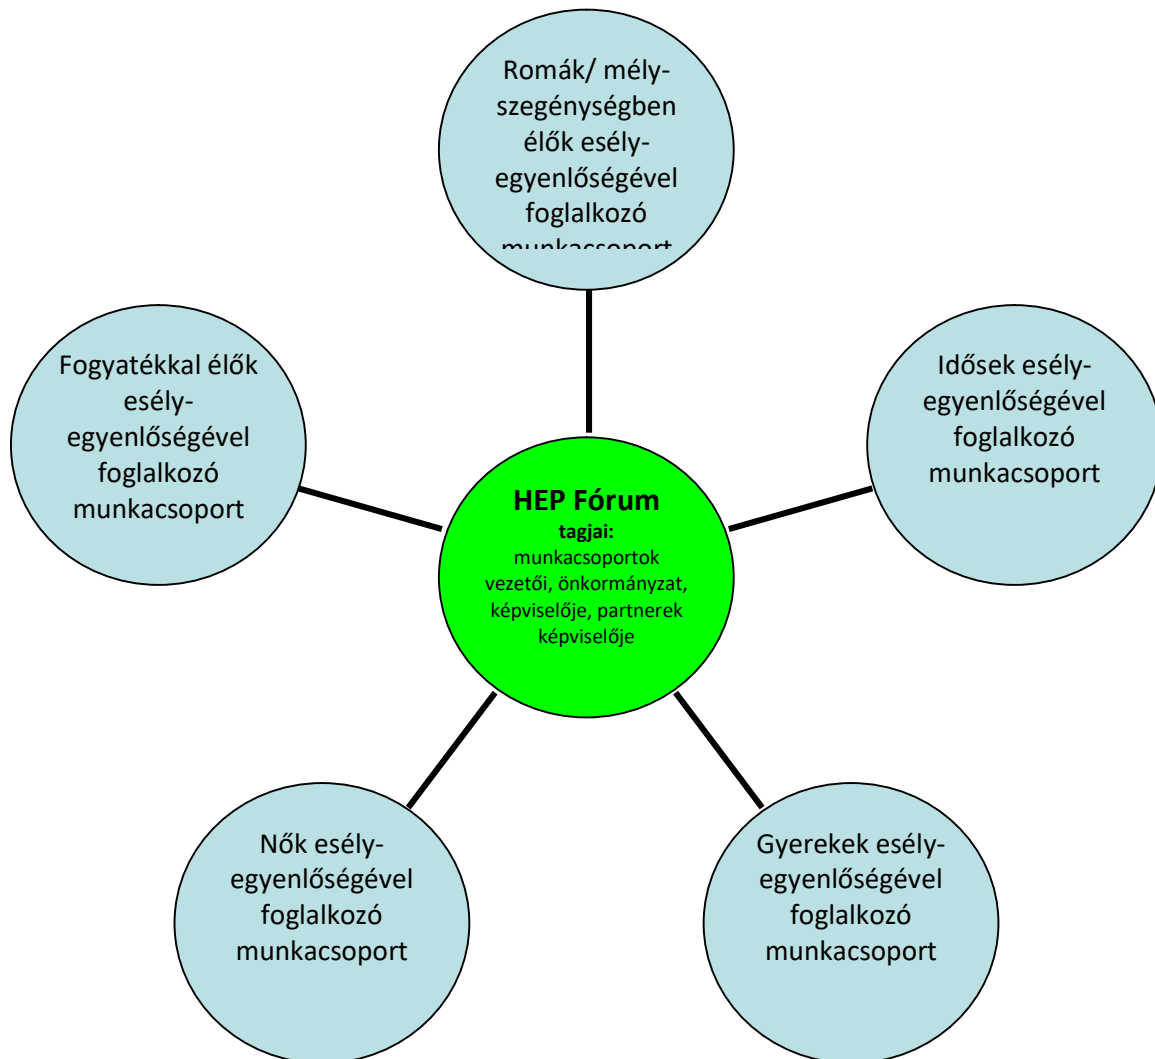 Romák/ mély-
szegénységben
élők esély-
egyenlőségével
foglalkozó
munkacsoport
Fogyatékkal élők
esély-
egyenlőségével
foglalkozó
munkacsoport
Idősek esély-
egyenlőségével
foglalkozó
munkacsoport
HEP Fórum
tagjai:
munkacsoportok
vezetői, önkormányzat,
képviselője, partnerek
képviselője
Nők esély-
egyenlőségével
foglalkozó
munkacsoport
Gyerekek esély-
egyenlőségével
foglalkozó
munkacsoport